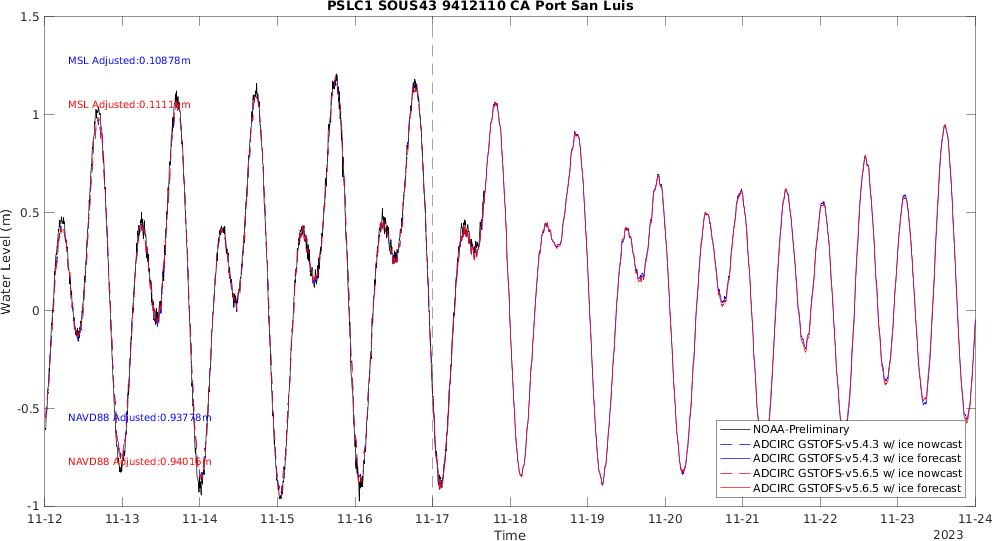 PSLC1 SOUS43 9412110 CA Port San Luis
1.5
1
0.5
0
-0.5
-1
Water Level (m)
MSL Adjusted:0.10878m
NAVD88 Adjusted:0.93778m
NOAA-Preliminary
ADCIRC GSTOFS-v5.4.3 w/ ice nowcast
ADCIRC GSTOFS-v5.4.3 w/ ice forecast
ADCIRC GSTOFS-v5.6.5 w/ ice nowcast
ADCIRC GSTOFS-v5.6.5 w/ ice forecast
MSL Adjusted:
NAVD88 Adjusted:
11-12 11-13 11-14 11-15 11-16 11-17 11-18 11-19 11-20 11-21 11-22 11-23 11-24
Time
2023